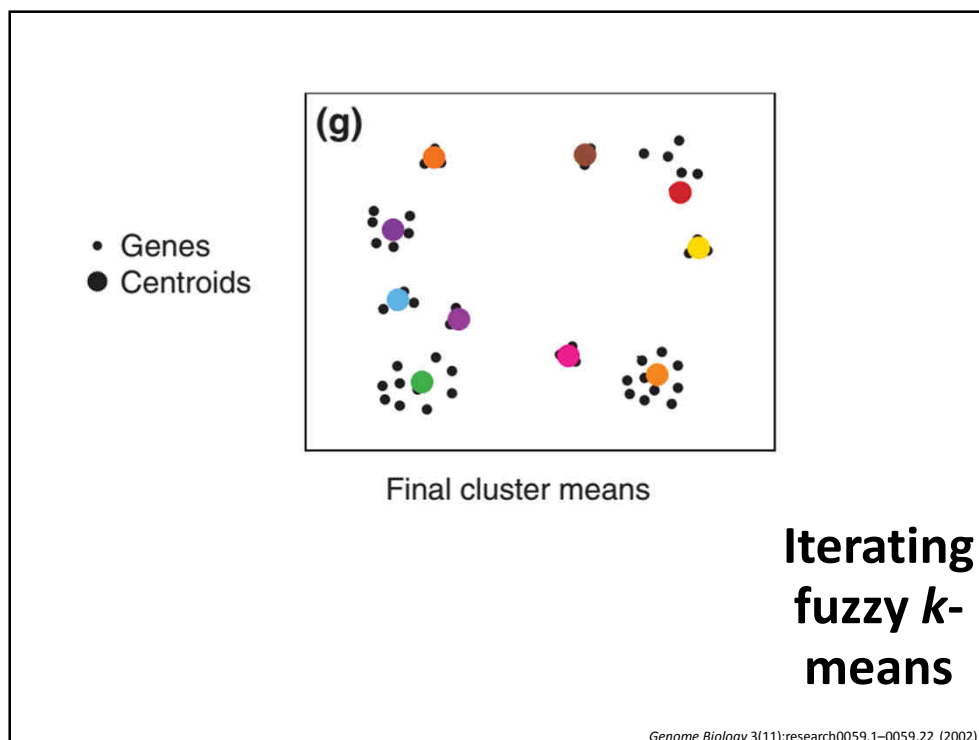 (g)
Genes
Centroids
Final cluster means
Iterating
fuzzy k-
means
Genome Biology 3(11):research0059.1–0059.22 (2002)